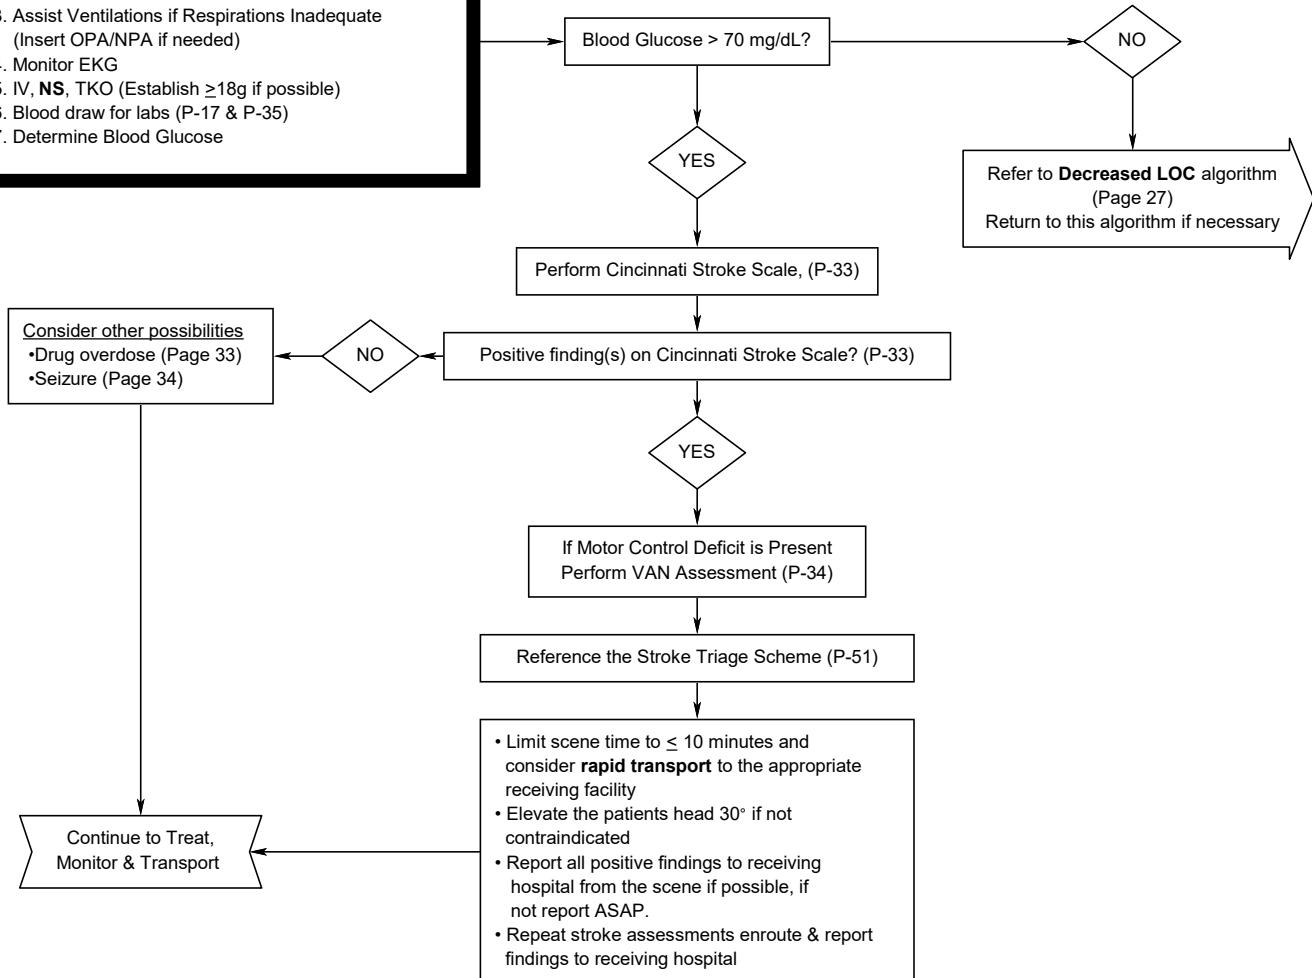 3. Assist Ventilations if Respirations Inadequate
(Insert OPA/NPA if needed)
4. Monitor EKG
5. IV, NS, TKO (Establish ≥18g if possible)
6. Blood draw for labs (P-17 & P-35)
7. Determine Blood Glucose
Blood Glucose > 70 mg/dL?
NO
YES
Refer to Decreased LOC algorithm
(Page 27)
Return to this algorithm if necessary
Perform Cincinnati Stroke Scale, (P-33)
Consider other possibilities
•Drug overdose (Page 33)
•Seizure (Page 34)
NO
Positive finding(s) on Cincinnati Stroke Scale? (P-33)
YES
If Motor Control Deficit is Present
Perform VAN Assessment (P-34)
Reference the Stroke Triage Scheme (P-51)
• Limit scene time to ≤ 10 minutes and
consider rapid transport to the appropriate
receiving facility
• Elevate the patients head 30° if not
contraindicated
• Report all positive findings to receiving
hospital from the scene if possible, if
not report ASAP.
• Repeat stroke assessments enroute & report
findings to receiving hospital
Continue to Treat,
Monitor & Transport